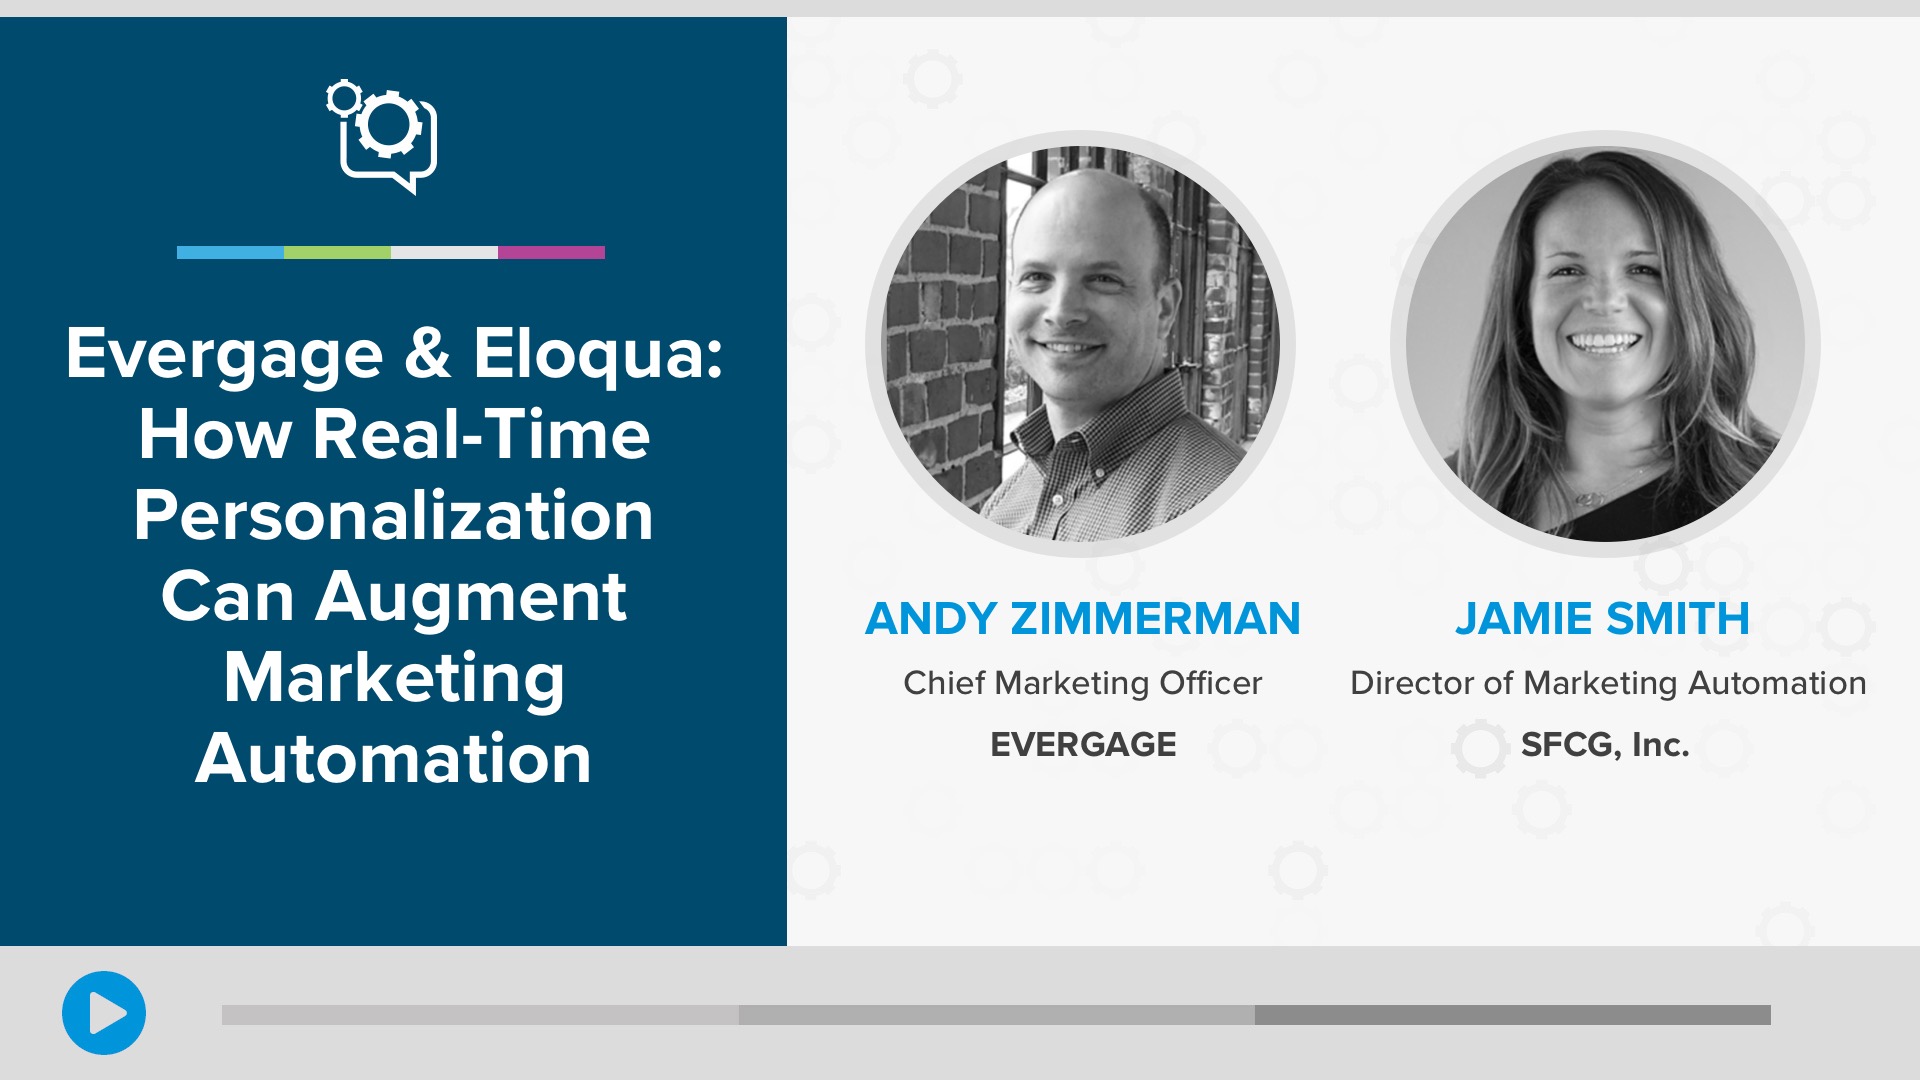 Evergage & Eloqua:
How Real-Time
Personalization
Can Augment
Marketing
Automation
ANDY ZIMMERMAN
Chief Marketing Officer
EVERGAGE
JAMIE SMITH
Director of Marketing Automation
SFCG, Inc.